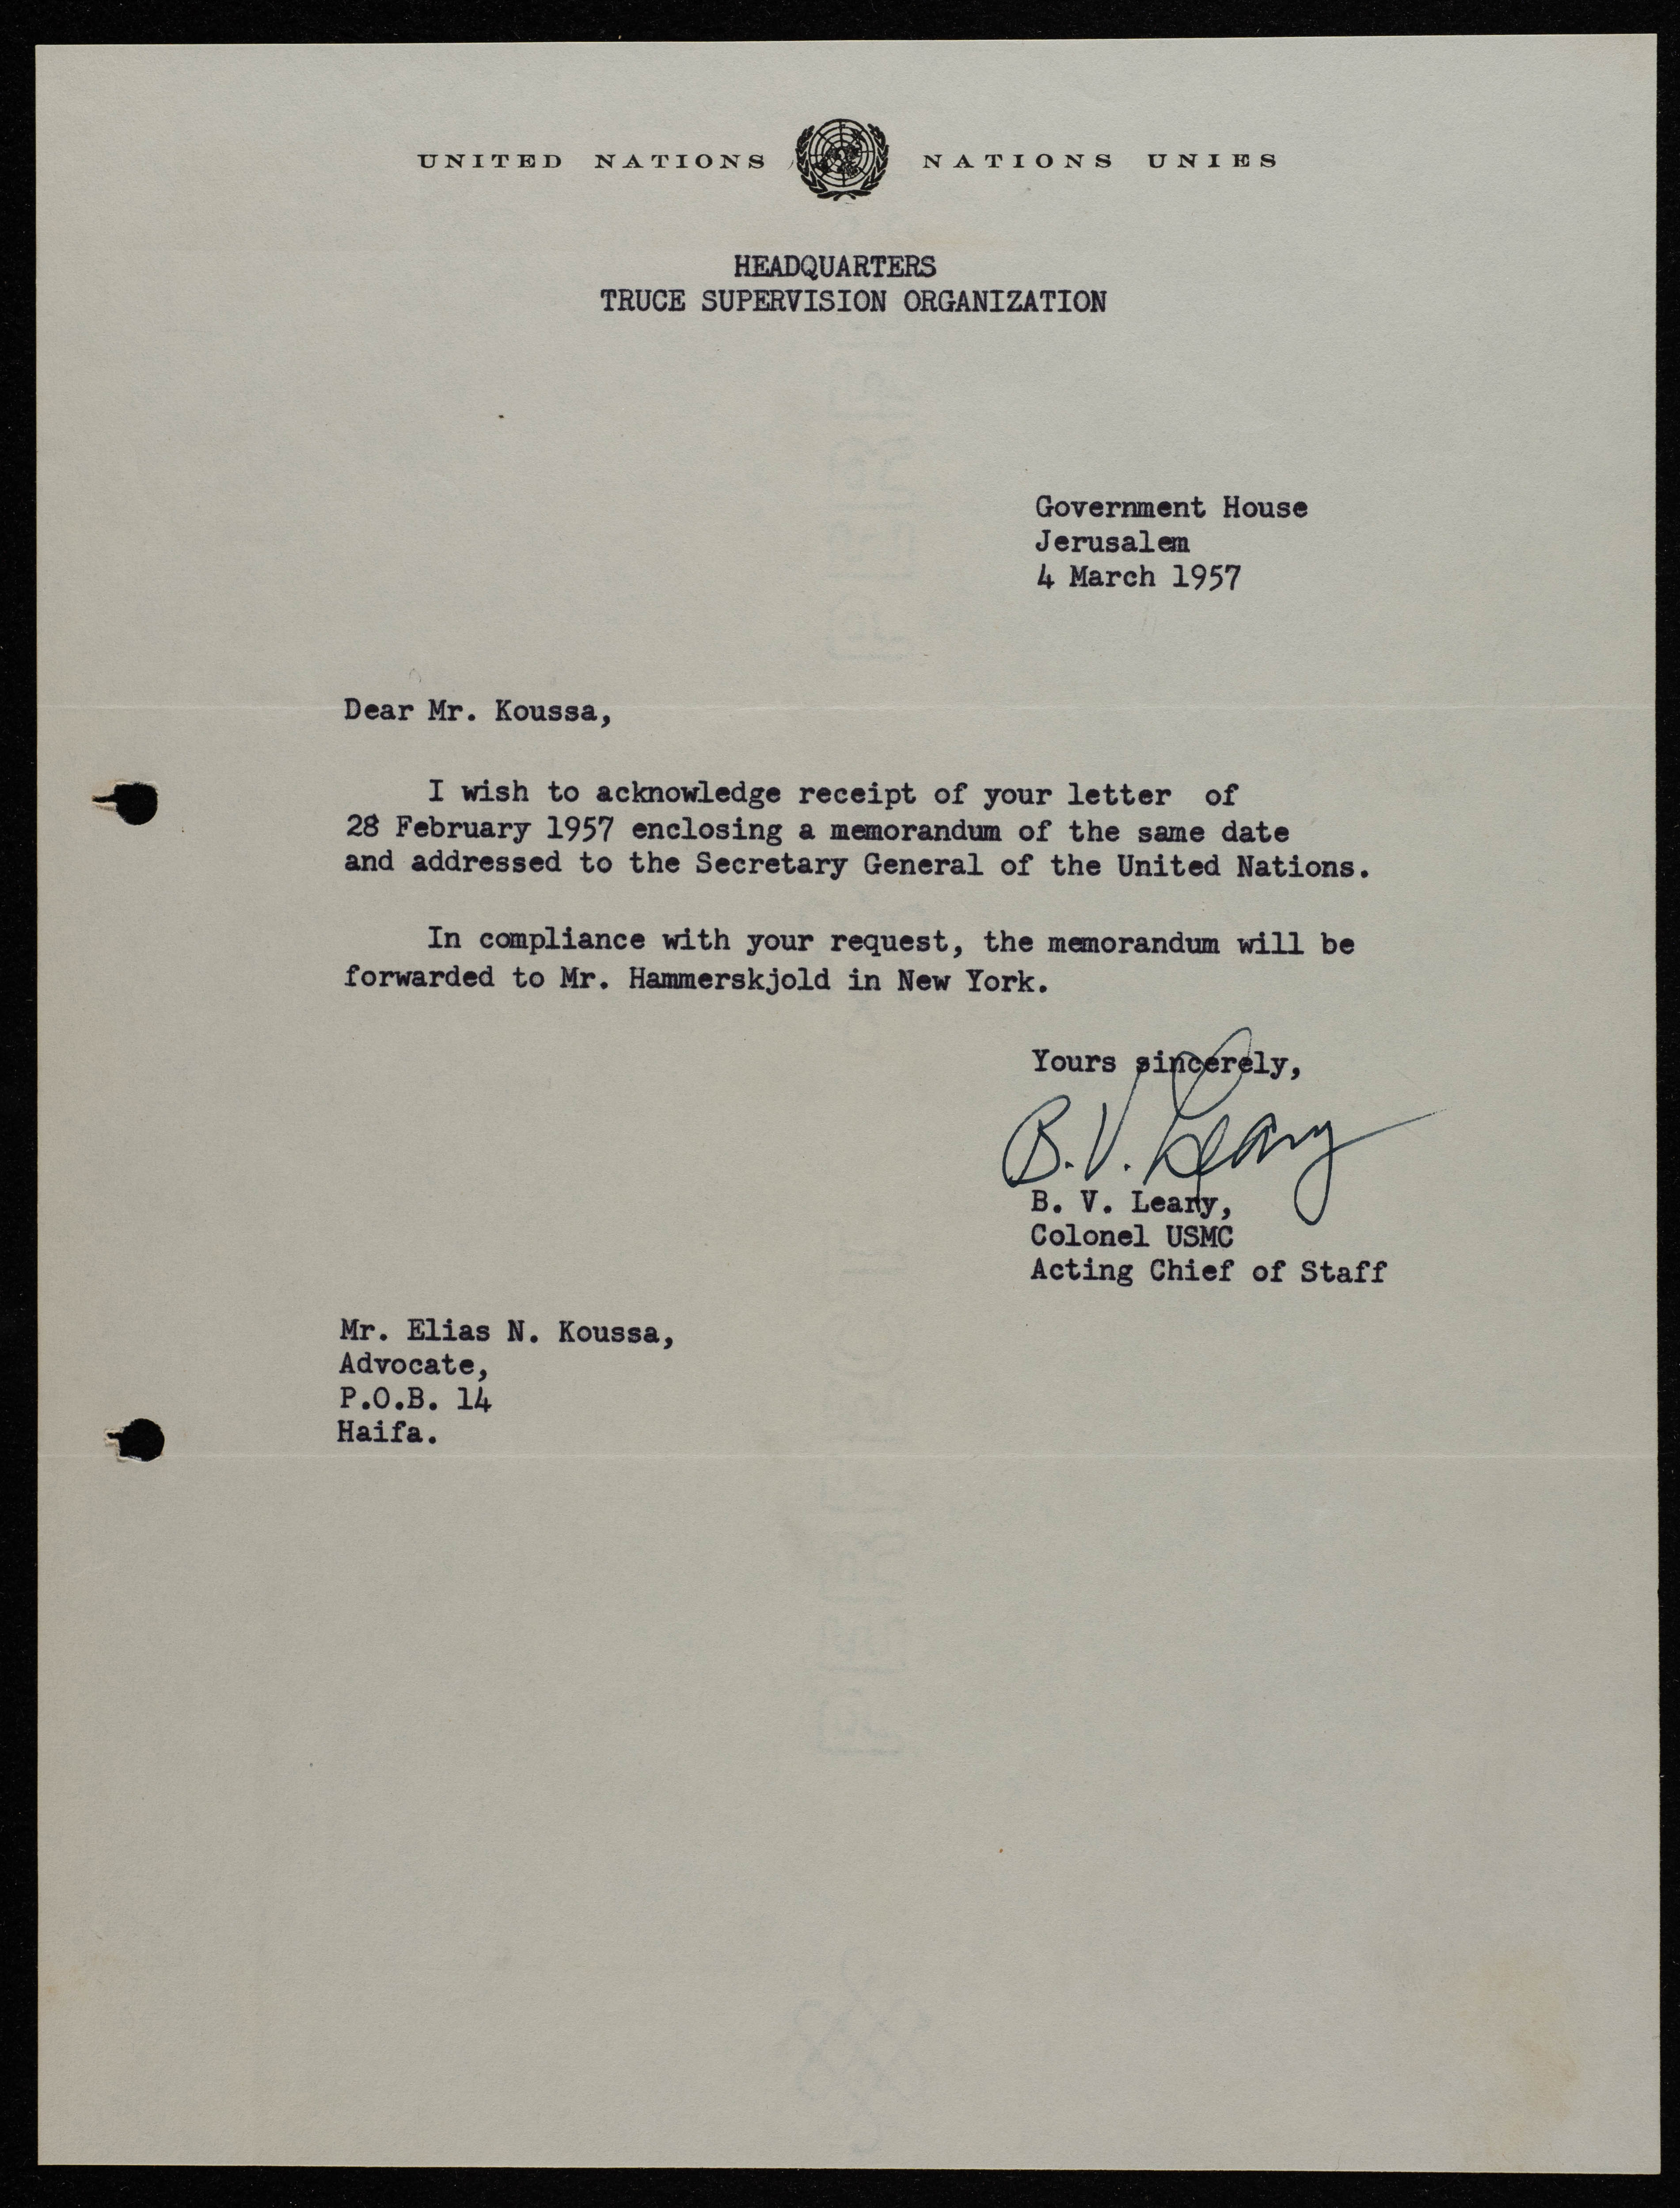 UNITED NATIONS NATIONS UNIES
HEADQUARTERS
TRUCE SUPERVISION ORGANIZATION
Government House
Jerusalem
4 March 1957
Dear Mr. Koussa,
I wish to acknowledge receipt of your letter of
28 February 1957 enclosing a memorandum of the same date
and addressed to the Secretary General of the United Nations.
In compliance with your request, the memorandum will be
forwarded to Mr. Hammerskjold in New York.
Yours sincerely,
B.V. Leary
B. V. Leary,
Colonel USMC
Acting Chief of Staff
Mr. Elias N. Koussa,
Advocate,
P.O.B. 14
Haifa.